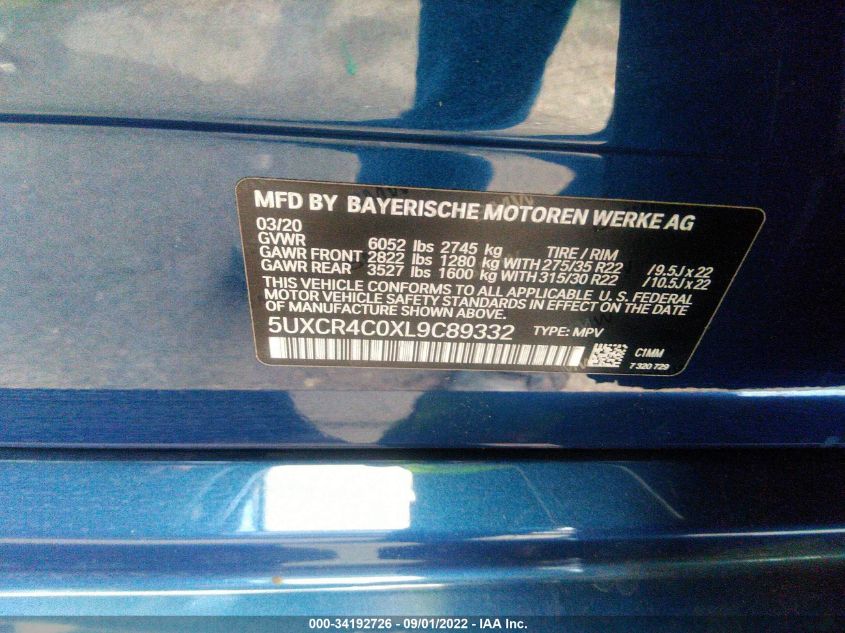 MFD BY BAYERISCHE MOTOREN WERKE AG
03/20
GVWR 6052 lbs 2745 kg TIRE / RIM
GAWR FRONT 2822 lbs 1280 kg WITH 275/35 R22 / 9.5J x 22
GAWR REAR 3527 lbs 1600 kg WITH 315/30 R22 / 10.5J x 22
THIS VEHICLE CONFORMS TO ALL APPLICABLE U. S. FEDERAL
MOTOR VEHICLE SAFETY STANDARDS IN EFFECT ON THE DATE
OF MANUFACTURE SHOWN ABOVE.
5UXCR4C0XL9C89332 TYPE: MPV
C1MM
7 320 729
000-34192726 - 09/01/2022 - IAA Inc.